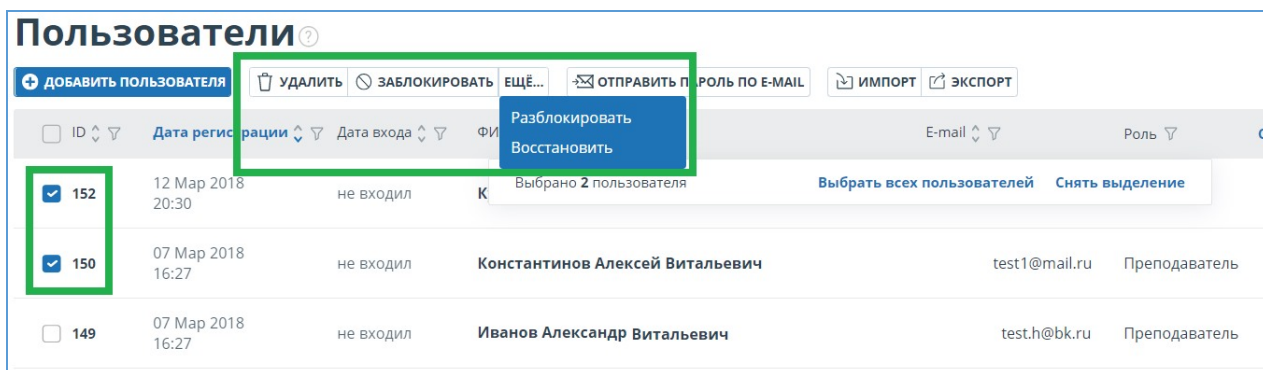 Пользователи
ДОБАВИТЬ ПОЛЬЗОВАТЕЛЯ УДАЛИТЬ ЗАБЛОКИРОВАТЬ ЕЩЁ... ОТПРАВИТЬ ПАРОЛЬ ПО E-MAIL ИМПОРТ ЭКСПОРТ
Разблокировать
Восстановить
ID Дата регистрации Дата входа E-mail Роль
Выбрано 2 пользователя Выбрать всех пользователей Снять выделение
152 12 Мар 2018 20:30 не входил К
150 07 Мар 2018 16:27 не входил Константинов Алексей Витальевич test1@mail.ru Преподаватель
149 07 Мар 2018 16:27 не входил Иванов Александр Витальевич test.h@bk.ru Преподаватель